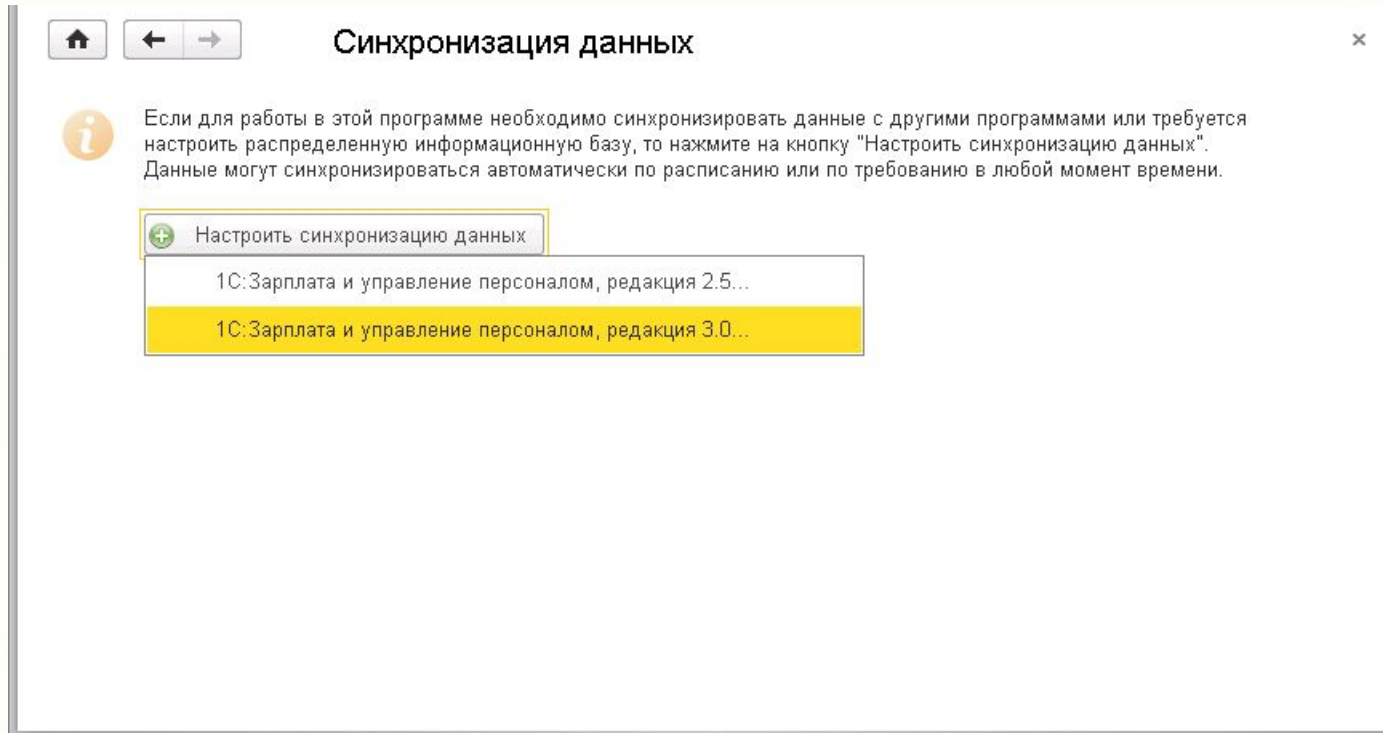 Синхронизация данных
Если для работы в этой программе необходимо синхронизировать данные с другими программами или требуется
настроить распределенную информационную базу, то нажмите на кнопку "Настроить синхронизацию данных".
Данные могут синхронизироваться автоматически по расписанию или по требованию в любой момент времени.
Настроить синхронизацию данных
1С:Зарплата и управление персоналом, редакция 2.5...
1С:Зарплата и управление персоналом, редакция 3.0...